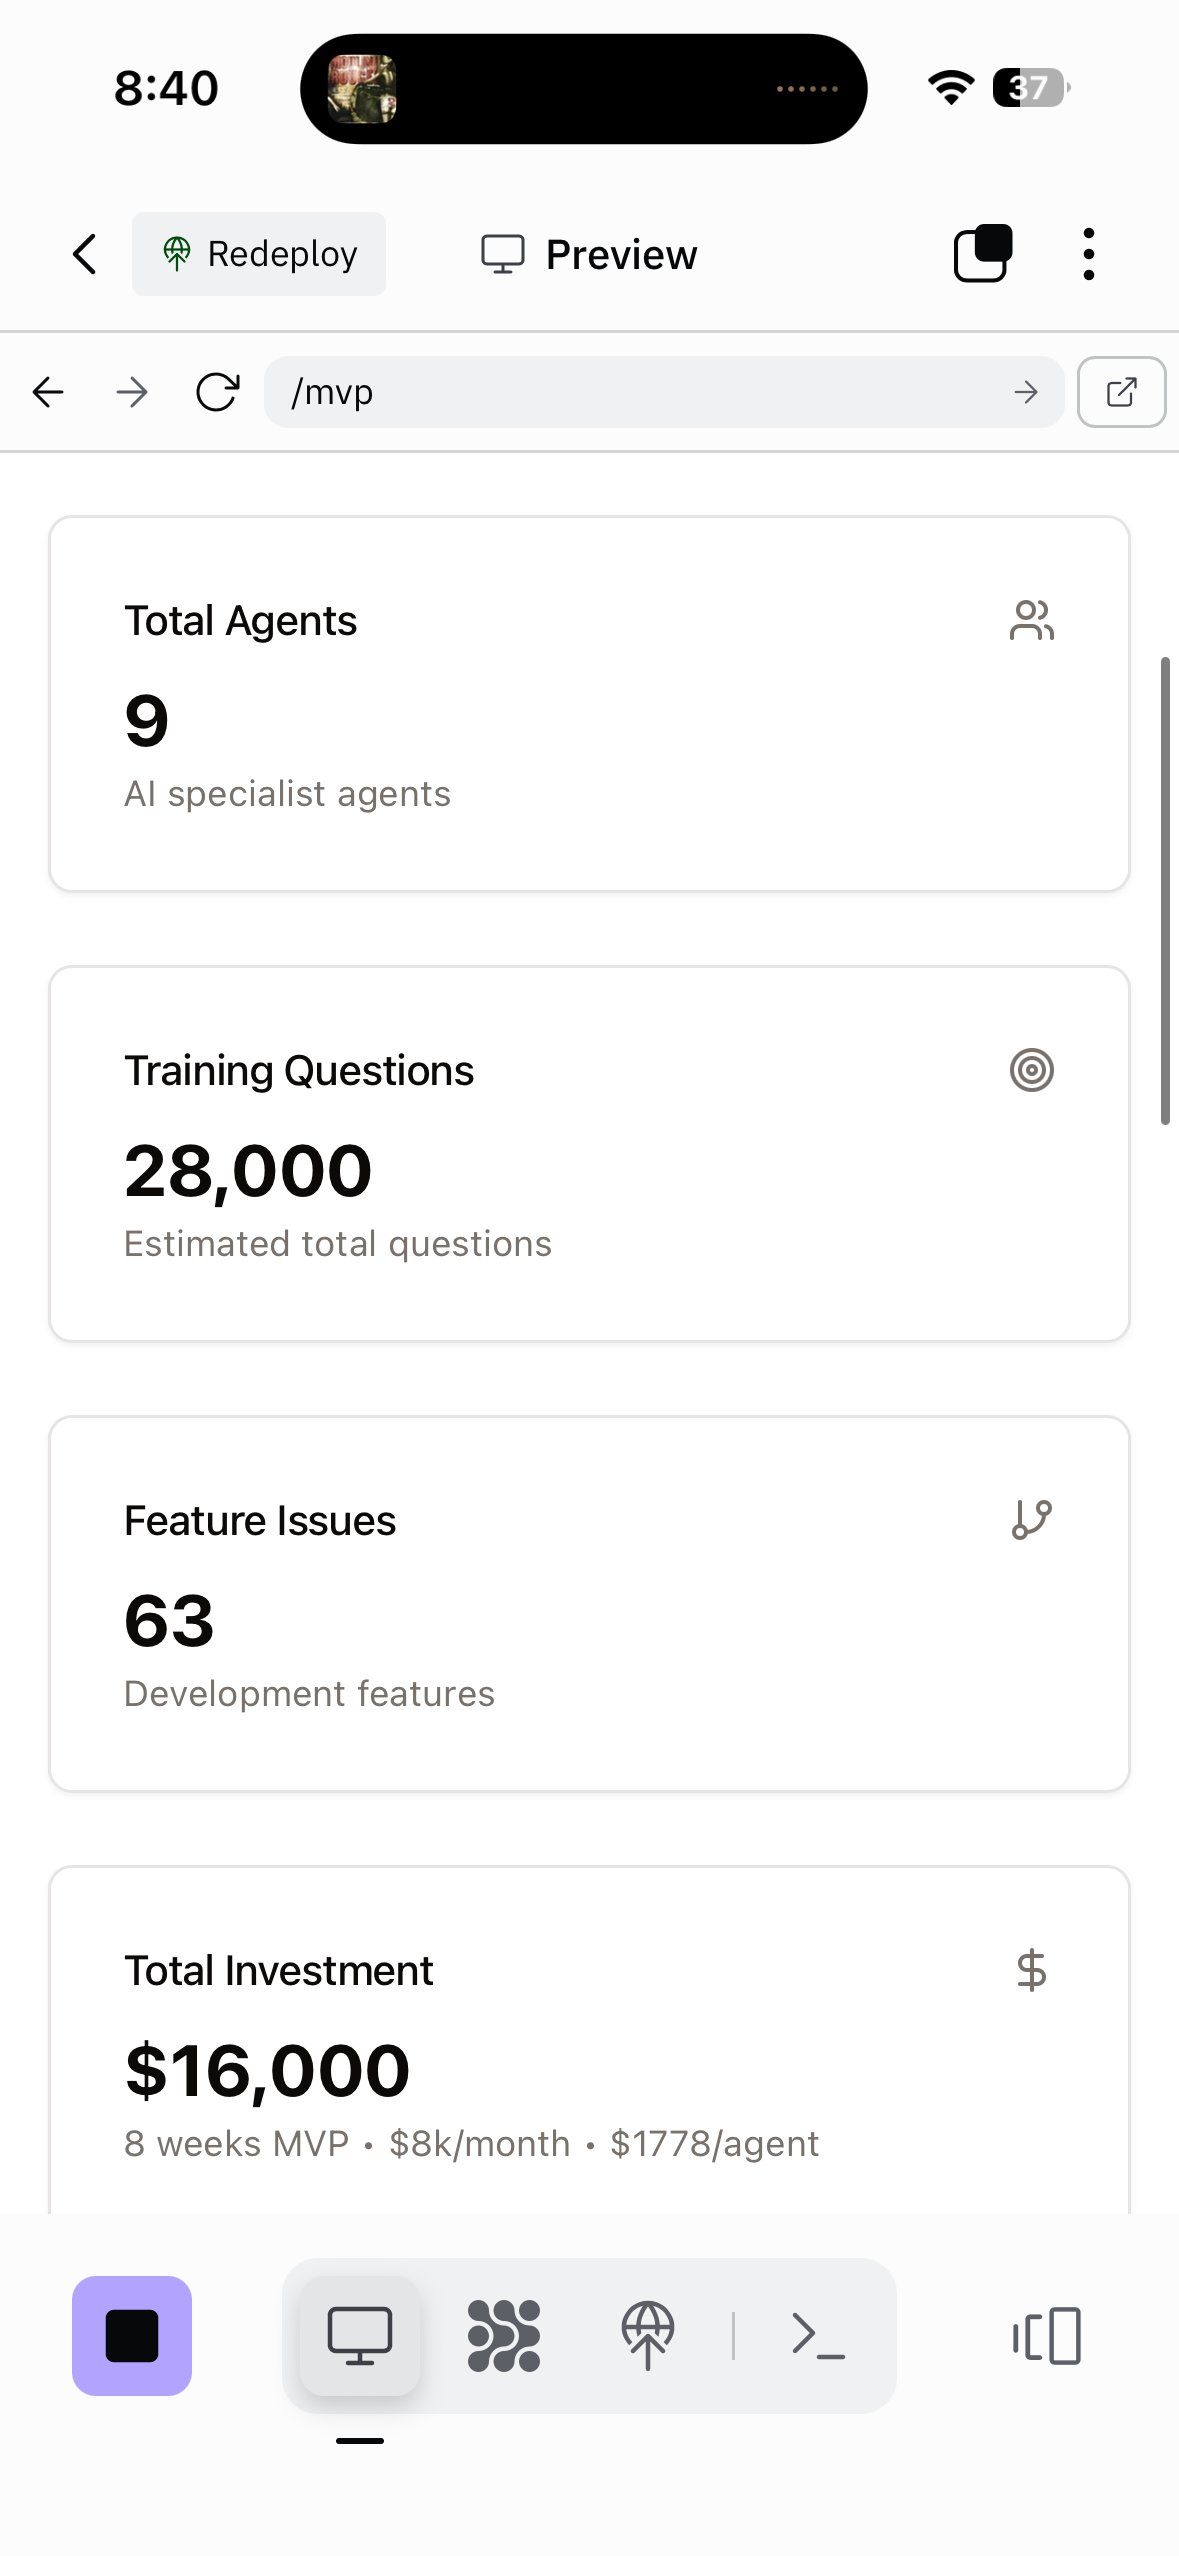 8:40
37
Redeploy
Preview
/mvp
Total Agents
9
AI specialist agents
Training Questions
28,000
Estimated total questions
Feature Issues
63
Development features
Total Investment
$16,000
8 weeks MVP • $8k/month • $1778/agent